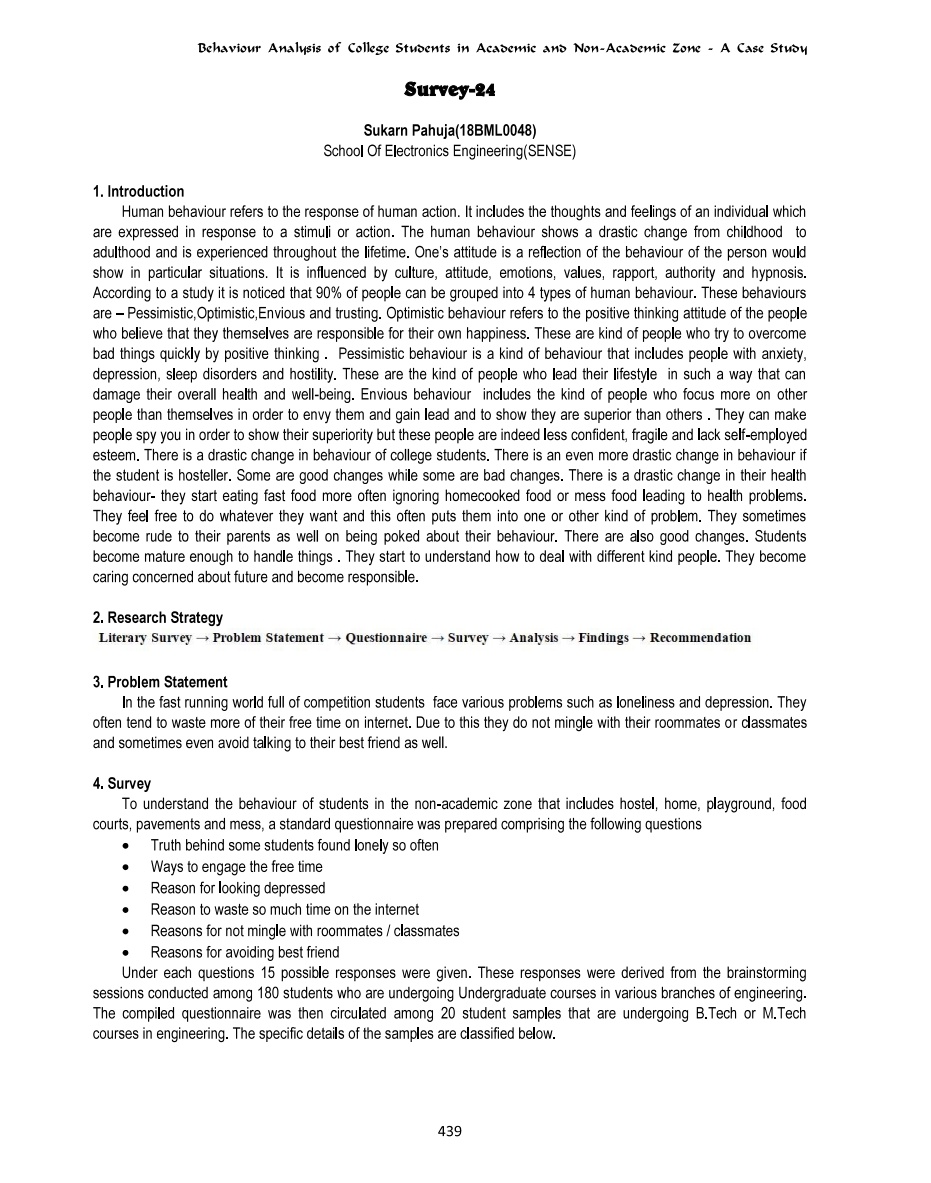 Behaviour Analysis of College Students in Academic and Non-Academic Zone - A Case Study
Survey-24
Sukarn Pahuja(18BML0048)
School Of Electronics Engineering(SENSE)
1. Introduction
Human behaviour refers to the response of human action. It includes the thoughts and feelings of an individual which
are expressed in response to a stimuli or action. The human behaviour shows a drastic change from childhood to
adulthood and is experienced throughout the lifetime. One's attitude is a reflection of the behaviour of the person would
show in particular situations. It is influenced by culture, attitude, emotions, values, rapport, authority and hypnosis.
According to a study it is noticed that 90% of people can be grouped into 4 types of human behaviour. These behaviours
are – Pessimistic,Optimistic,Envious and trusting. Optimistic behaviour refers to the positive thinking attitude of the people
who believe that they themselves are responsible for their own happiness. These are kind of people who try to overcome
bad things quickly by positive thinking . Pessimistic behaviour is a kind of behaviour that includes people with anxiety,
depression, sleep disorders and hostility. These are the kind of people who lead their lifestyle in such a way that can
damage their overall health and well-being. Envious behaviour includes the kind of people who focus more on other
people than themselves in order to envy them and gain lead and to show they are superior than others . They can make
people spy you in order to show their superiority but these people are indeed less confident, fragile and lack self-employed
esteem. There is a drastic change in behaviour of college students. There is an even more drastic change in behaviour if
the student is hosteller. Some are good changes while some are bad changes. There is a drastic change in their health
behaviour- they start eating fast food more often ignoring homecooked food or mess food leading to health problems.
They feel free to do whatever they want and this often puts them into one or other kind of problem. They sometimes
become rude to their parents as well on being poked about their behaviour. There are also good changes. Students
become mature enough to handle things . They start to understand how to deal with different kind people. They become
caring concerned about future and become responsible.
2. Research Strategy
Literary Survey → Problem Statement → Questionnaire → Survey → Analysis → Findings → Recommendation
3. Problem Statement
In the fast running world full of competition students face various problems such as loneliness and depression. They
often tend to waste more of their free time on internet. Due to this they do not mingle with their roommates or classmates
and sometimes even avoid talking to their best friend as well.
4. Survey
To understand the behaviour of students in the non-academic zone that includes hostel, home, playground, food
courts, pavements and mess, a standard questionnaire was prepared comprising the following questions
• Truth behind some students found lonely so often
• Ways to engage the free time
• Reason for looking depressed
• Reason to waste so much time on the internet
• Reasons for not mingle with roommates / classmates
• Reasons for avoiding best friend
Under each questions 15 possible responses were given. These responses were derived from the brainstorming
sessions conducted among 180 students who are undergoing Undergraduate courses in various branches of engineering.
The compiled questionnaire was then circulated among 20 student samples that are undergoing B.Tech or M.Tech
courses in engineering. The specific details of the samples are classified below.
439